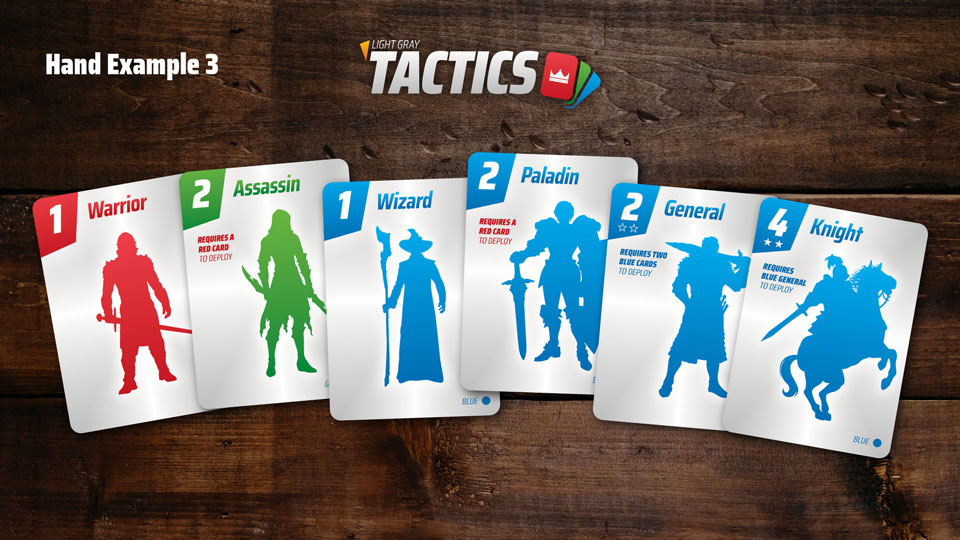 Hand Example 3
LIGHT GRAY
TACTICS
1 Warrior
2 Assassin
REQUIRES A
RED CARD
TO DEPLOY
1 Wizard
BLUE
2 Paladin
REQUIRES A
RED CARD
TO DEPLOY
2 General
☆☆
REQUIRES TWO
BLUE CARDS
TO DEPLOY
4 Knight
★★
REQUIRES
BLUE GENERAL
TO DEPLOY
BLUE